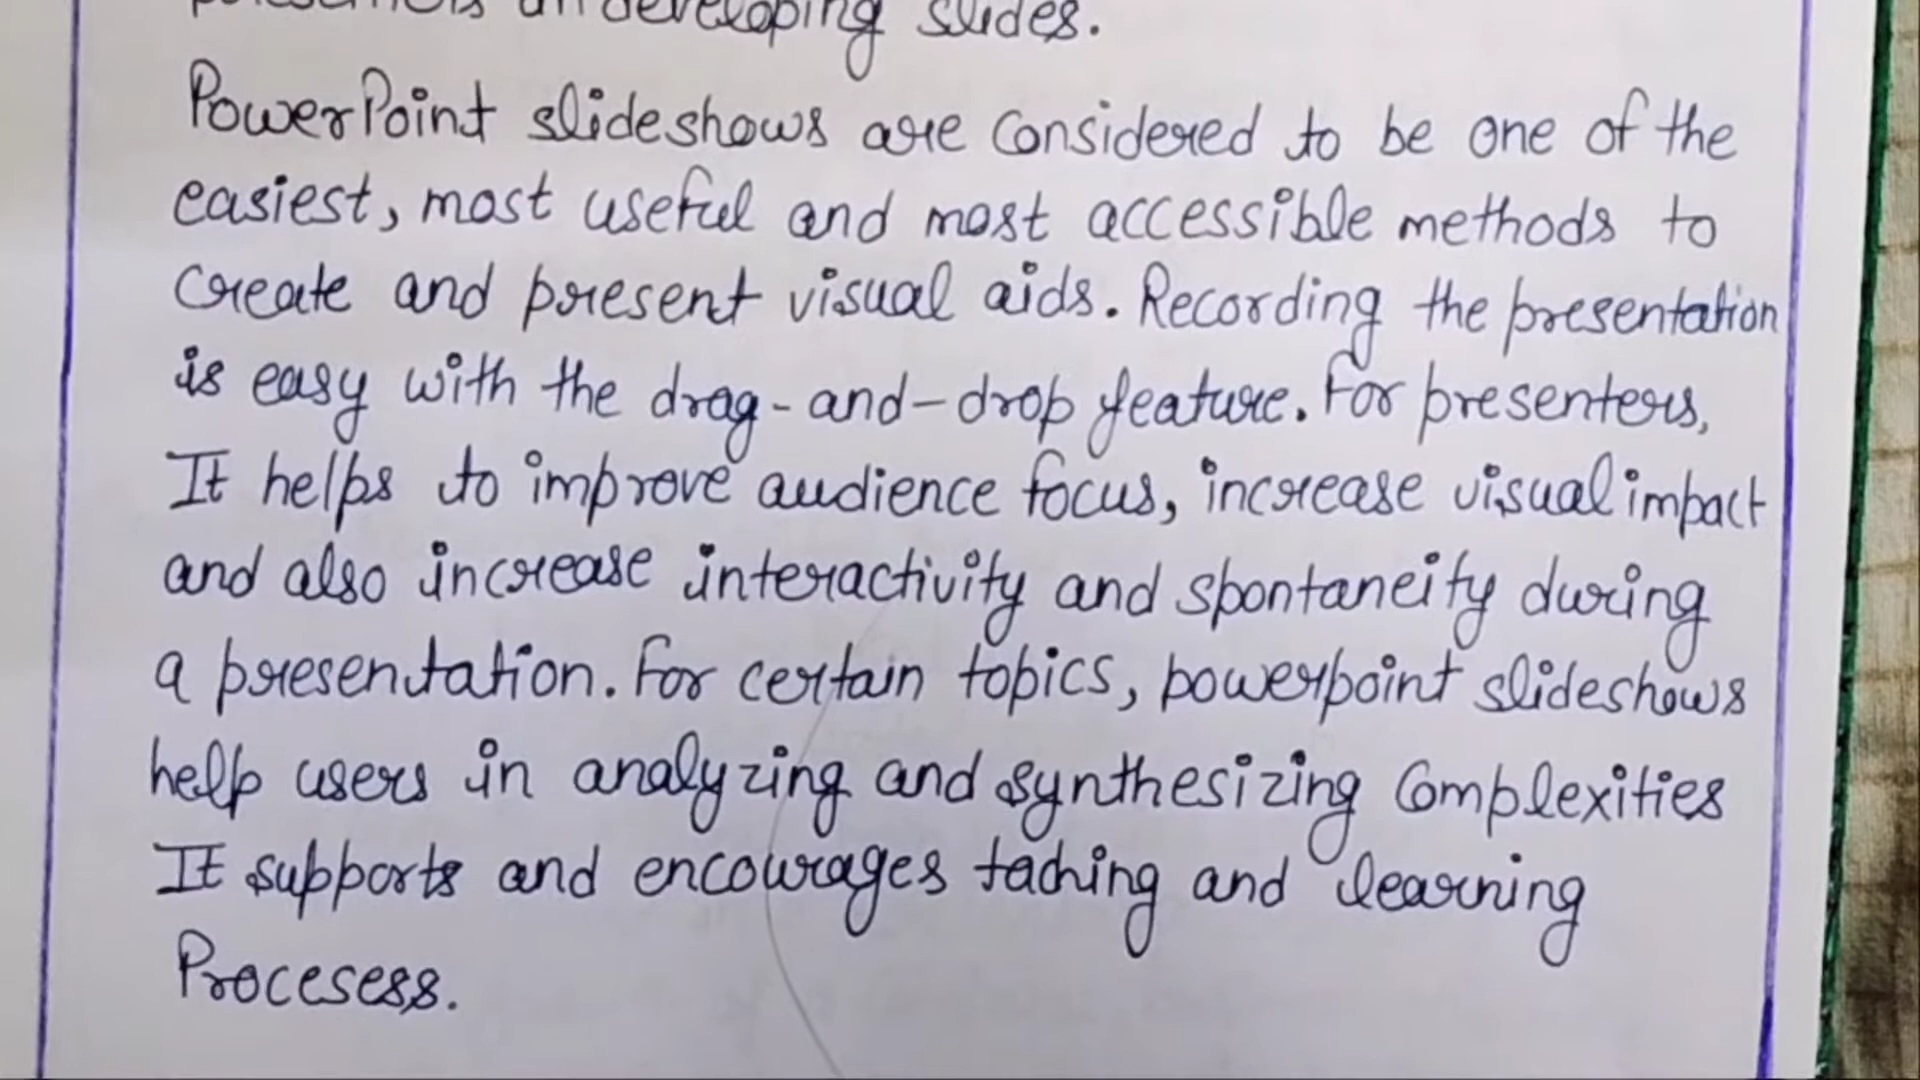 developing slides.
PowerPoint slideshows are Considered to be one of the
easiest, most useful and most accessible methods to
Create and present visual aids. Recording the presentation
is easy with the drag-and-drop feature. For presenters,
It helps to improve audience focus, increase visual impact
and also increase interactivity and spontaneity during
a presentation. For certain topics, powerpoint slideshows
help users in analyzing and synthesizing Complexities
It supports and encourages taching and learning
Procesess.